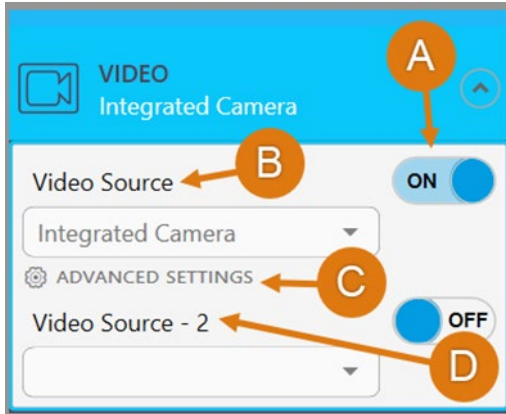 VIDEO
A
Integrated Camera
B
Video Source
ON
Integrated Camera
ADVANCED SETTINGS
C
Video Source - 2
OFF
D